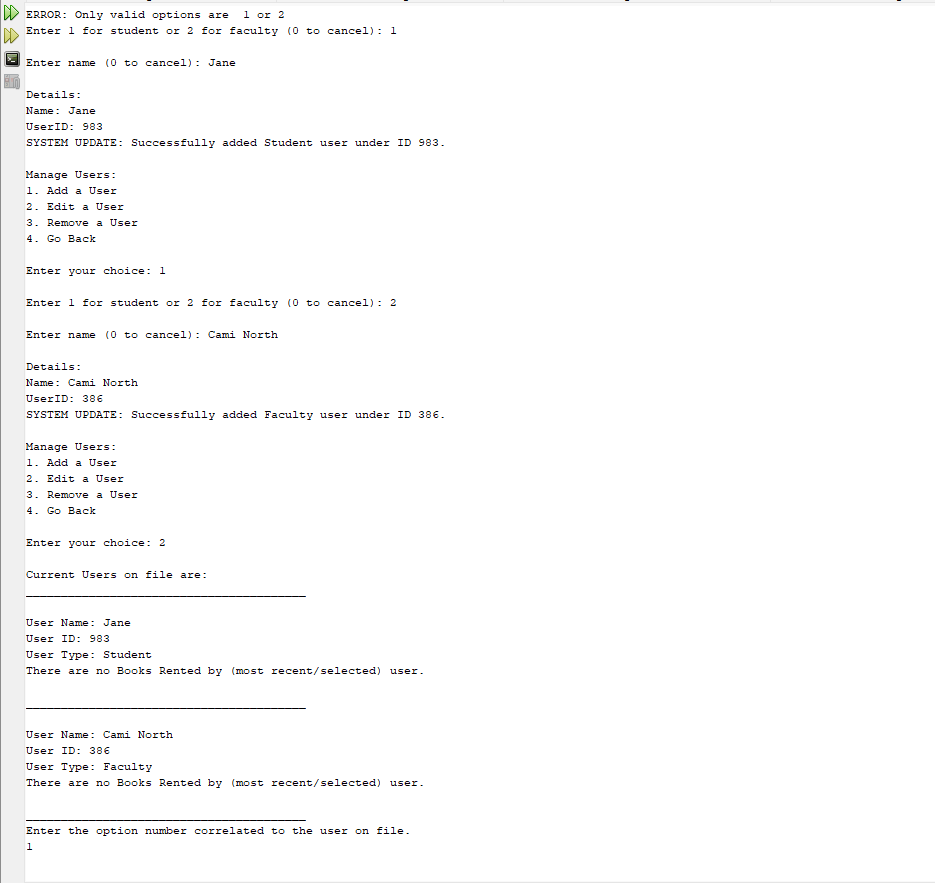 ERROR: Only valid options are  1 or 2
Enter 1 for student or 2 for faculty (0 to cancel): 1
Enter name (0 to cancel): Jane
Details:
Name: Jane
UserID: 983
SYSTEM UPDATE: Successfully added Student user under ID 983.
Manage Users:
1. Add a User
2. Edit a User
3. Remove a User
4. Go Back
Enter your choice: 1
Enter 1 for student or 2 for faculty (0 to cancel): 2
Enter name (0 to cancel): Cami North
Details:
Name: Cami North
UserID: 386
SYSTEM UPDATE: Successfully added Faculty user under ID 386.
Manage Users:
1. Add a User
2. Edit a User
3. Remove a User
4. Go Back
Enter your choice: 2
Current Users on file are:
________________________________________
User Name: Jane
User ID: 983
User Type: Student
There are no Books Rented by (most recent/selected) user.
________________________________________
User Name: Cami North
User ID: 386
User Type: Faculty
There are no Books Rented by (most recent/selected) user.
________________________________________
Enter the option number correlated to the user on file.
1